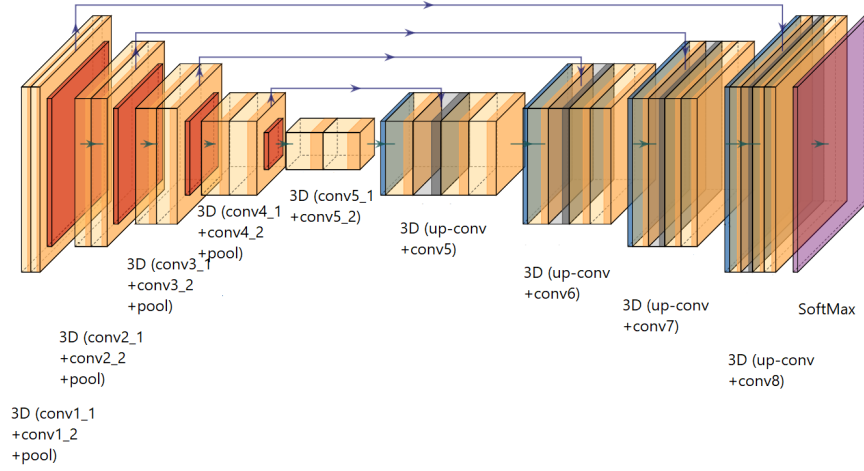 3D (conv1_1
+conv1_2
+pool)
3D (conv2_1
+conv2_2
+pool)
3D (conv3_1
+conv3_2
+pool)
3D (conv4_1
+conv4_2
+pool)
3D (conv5_1
+conv5_2)
3D (up-conv
+conv5)
3D (up-conv
+conv6)
3D (up-conv
+conv7)
3D (up-conv
+conv8)
SoftMax